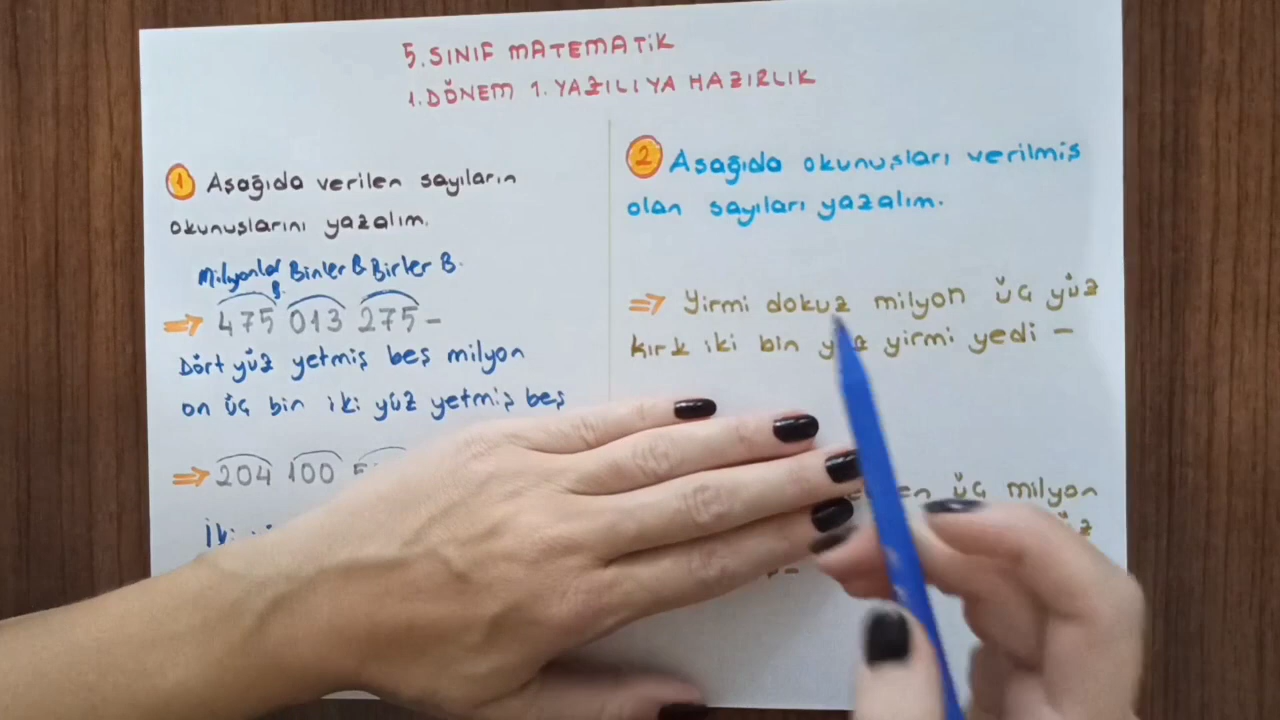 5. SINIF MATEMATİK
1. DÖNEM 1. YAZILIYA HAZIRLIK
1 Aşağıda verilen sayıların
okunuşlarını yazalım.
Milyonlar B. Binler B Birler B.
⇒ 475 013 275 -
Dört yüz yetmiş beş milyon
on üç bin iki yüz yetmiş beş
⇒ 204 100
İki
2 Aşağıda okunuşları verilmiş
olan sayıları yazalım.
⇒ Yirmi dokuz milyon üç yüz
kırk iki bin yüz yirmi yedi -
üç milyon